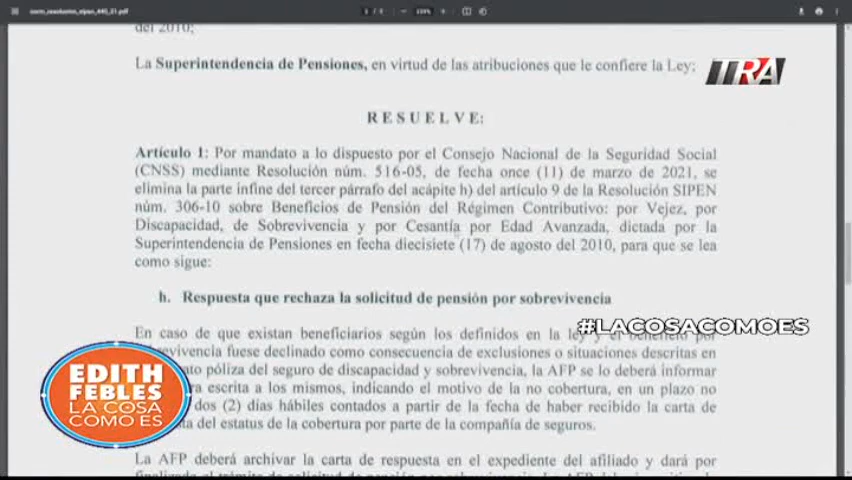 del 2010;
La Superintendencia de Pensiones, en virtud de las atribuciones que le confiere la Ley;
TRA
R E S U E L V E:
Artículo 1: Por mandato a lo dispuesto por el Consejo Nacional de la Seguridad Social
(CNSS) mediante Resolución núm. 516-05, de fecha once (11) de marzo de 2021, se
elimina la parte infine del tercer párrafo del acápite h) del artículo 9 de la Resolución SIPEN
núm. 306-10 sobre Beneficios de Pensión del Régimen Contributivo: por Vejez, por
Discapacidad, de Sobrevivencia y por Cesantía por Edad Avanzada, dictada por la
Superintendencia de Pensiones en fecha diecisiete (17) de agosto del 2010, para que se lea
como sigue:
h. Respuesta que rechaza la solicitud de pensión por sobrevivencia
#LACOSACOMOES
En caso de que existan beneficiarios según los definidos en la ley y el beneficio por
revivencia fuese declinado como consecuencia de exclusiones o situaciones descritas en
ato póliza del seguro de discapacidad y sobrevivencia, la AFP se lo deberá informar
ra escrita a los mismos, indicando el motivo de la no cobertura, en un plazo no
dos (2) días hábiles contados a partir de la fecha de haber recibido la carta de
ta del estatus de la cobertura por parte de la compañía de seguros.
EDITH
FEBLES
LA COSA
COMO ES
La AFP deberá archivar la carta de respuesta en el expediente del afiliado y dará por